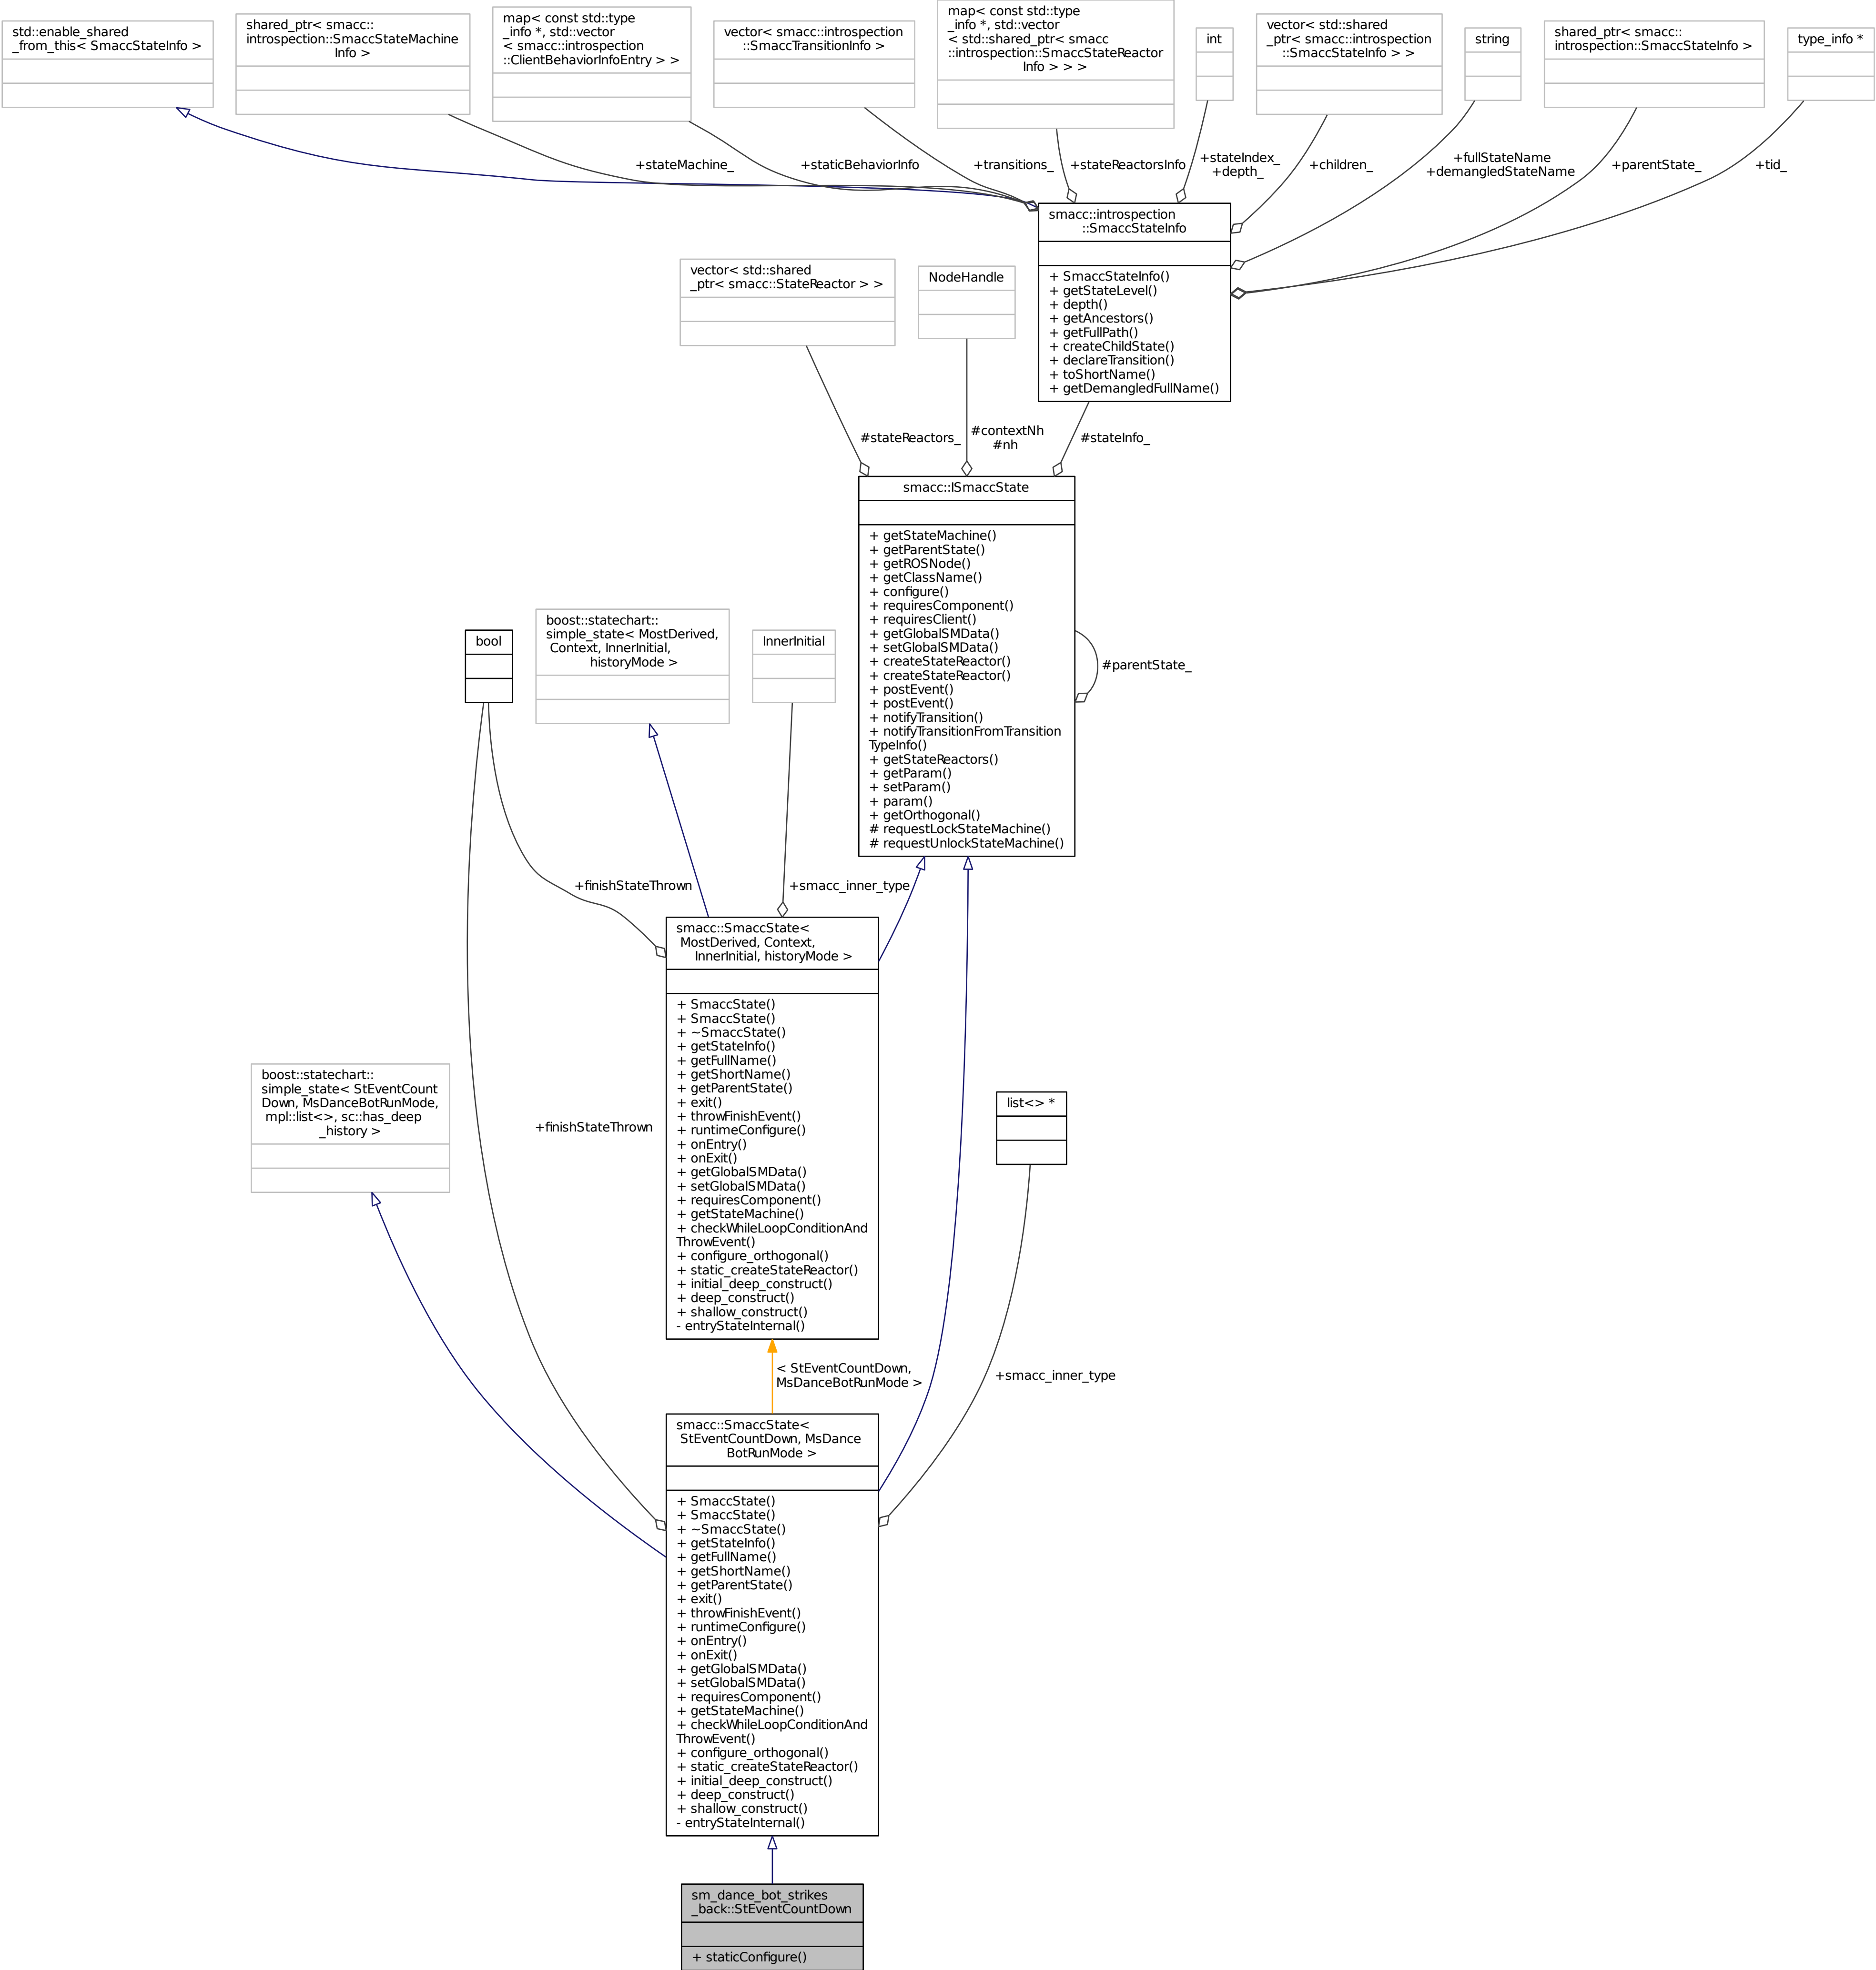 std::enable_shared
_from_this< SmaccStateInfo >
shared_ptr< smacc::
introspection::SmaccStateMachine
Info >
map< const std::type
_info *, std::vector
< smacc::introspection
::ClientBehaviorInfoEntry > >
vector< smacc::introspection
::SmaccTransitionInfo >
map< const std::type
_info *, std::vector
< std::shared_ptr< smacc
::introspection::SmaccStateReactor
Info > > >
int
vector< std::shared
_ptr< smacc::introspection
::SmaccStateInfo > >
string
shared_ptr< smacc::
introspection::SmaccStateInfo >
type_info *
+stateMachine_
+staticBehaviorInfo
+transitions_
+stateReactorsInfo
+stateIndex_
+depth_
+children_
+fullStateName
+demangledStateName
+parentState_
+tid_
smacc::introspection
::SmaccStateInfo
+ SmaccStateInfo()
+ getStateLevel()
+ depth()
+ getAncestors()
+ getFullPath()
+ createChildState()
+ declareTransition()
+ toShortName()
+ getDemangledFullName()
vector< std::shared
_ptr< smacc::StateReactor > >
NodeHandle
#stateReactors_
#contextNh
#nh
#stateInfo_
smacc::ISmaccState
+ getStateMachine()
+ getParentState()
+ getROSNode()
+ getClassName()
+ configure()
+ requiresComponent()
+ requiresClient()
+ getGlobalSMData()
+ setGlobalSMData()
+ createStateReactor()
+ createStateReactor()
+ postEvent()
+ postEvent()
+ notifyTransition()
+ notifyTransitionFromTransition
TypeInfo()
+ getStateReactors()
+ getParam()
+ setParam()
+ param()
+ getOrthogonal()
# requestLockStateMachine()
# requestUnlockStateMachine()
#parentState_
bool
boost::statechart::
simple_state< MostDerived,
Context, InnerInitial,
historyMode >
InnerInitial
+finishStateThrown
+smacc_inner_type
smacc::SmaccState<
MostDerived, Context,
InnerInitial, historyMode >
+ SmaccState()
+ SmaccState()
+ ~SmaccState()
+ getStateInfo()
+ getFullName()
+ getShortName()
+ getParentState()
+ exit()
+ throwFinishEvent()
+ runtimeConfigure()
+ onEntry()
+ onExit()
+ getGlobalSMData()
+ setGlobalSMData()
+ requiresComponent()
+ getStateMachine()
+ checkWhileLoopConditionAnd
ThrowEvent()
+ configure_orthogonal()
+ static_createStateReactor()
+ initial_deep_construct()
+ deep_construct()
+ shallow_construct()
- entryStateInternal()
boost::statechart::
simple_state< StEventCount
Down, MsDanceBotRunMode,
mpl::list<>, sc::has_deep
_history >
+finishStateThrown
list<> *
< StEventCountDown,
MsDanceBotRunMode >
+smacc_inner_type
smacc::SmaccState<
StEventCountDown, MsDance
BotRunMode >
+ SmaccState()
+ SmaccState()
+ ~SmaccState()
+ getStateInfo()
+ getFullName()
+ getShortName()
+ getParentState()
+ exit()
+ throwFinishEvent()
+ runtimeConfigure()
+ onEntry()
+ onExit()
+ getGlobalSMData()
+ setGlobalSMData()
+ requiresComponent()
+ getStateMachine()
+ checkWhileLoopConditionAnd
ThrowEvent()
+ configure_orthogonal()
+ static_createStateReactor()
+ initial_deep_construct()
+ deep_construct()
+ shallow_construct()
- entryStateInternal()
sm_dance_bot_strikes
_back::StEventCountDown
+ staticConfigure()